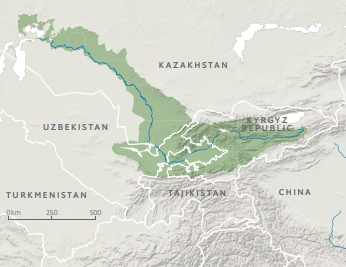 KAZAKHSTAN
KYRGYZ
REPUBLIC
UZBEKISTAN
TURKMENISTAN
TAJIKISTAN
CHINA
0km 250 500